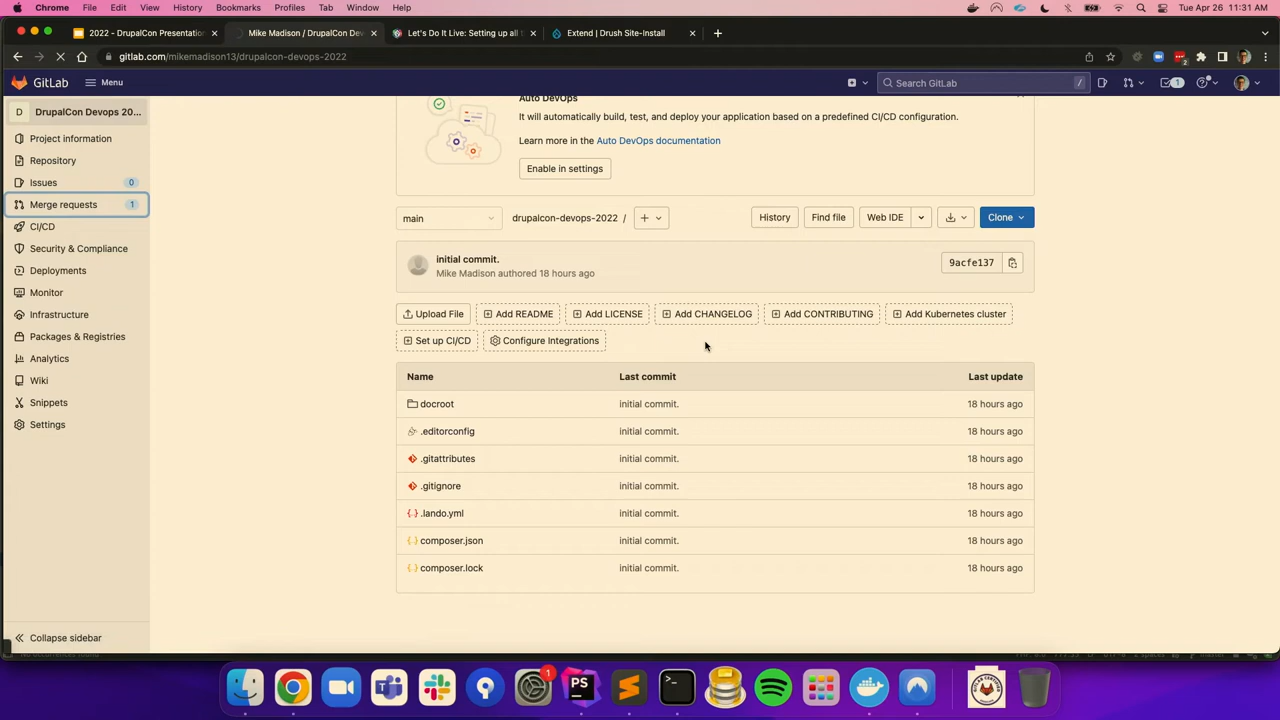 Chrome File Edit View History Bookmarks Profiles Tab Window Help Tue Apr 26 11:31 AM
2022 - DrupalCon Presentation Mike Madison / DrupalCon Dev Let's Do It Live: Setting up all t Extend | Drush Site-Install
gitlab.com/mikemadison13/drupalcon-devops-2022
GitLab Menu Search GitLab / 1
D DrupalCon Devops 20...
Auto DevOps
It will automatically build, test, and deploy your application based on a predefined CI/CD configuration.
Learn more in the Auto DevOps documentation
Enable in settings
Project information
Repository
Issues 0
Merge requests 1
CI/CD
Security & Compliance
Deployments
Monitor
Infrastructure
Packages & Registries
Analytics
Wiki
Snippets
Settings
Collapse sidebar
main drupalcon-devops-2022 / + History Find file Web IDE Clone
initial commit.
Mike Madison authored 18 hours ago
9acfe137
Upload File Add README Add LICENSE Add CHANGELOG Add CONTRIBUTING Add Kubernetes cluster
Set up CI/CD Configure Integrations
Name Last commit Last update
docroot initial commit. 18 hours ago
.editorconfig initial commit. 18 hours ago
.gitattributes initial commit. 18 hours ago
.gitignore initial commit. 18 hours ago
.lando.yml initial commit. 18 hours ago
composer.json initial commit. 18 hours ago
composer.lock initial commit. 18 hours ago
1
PS